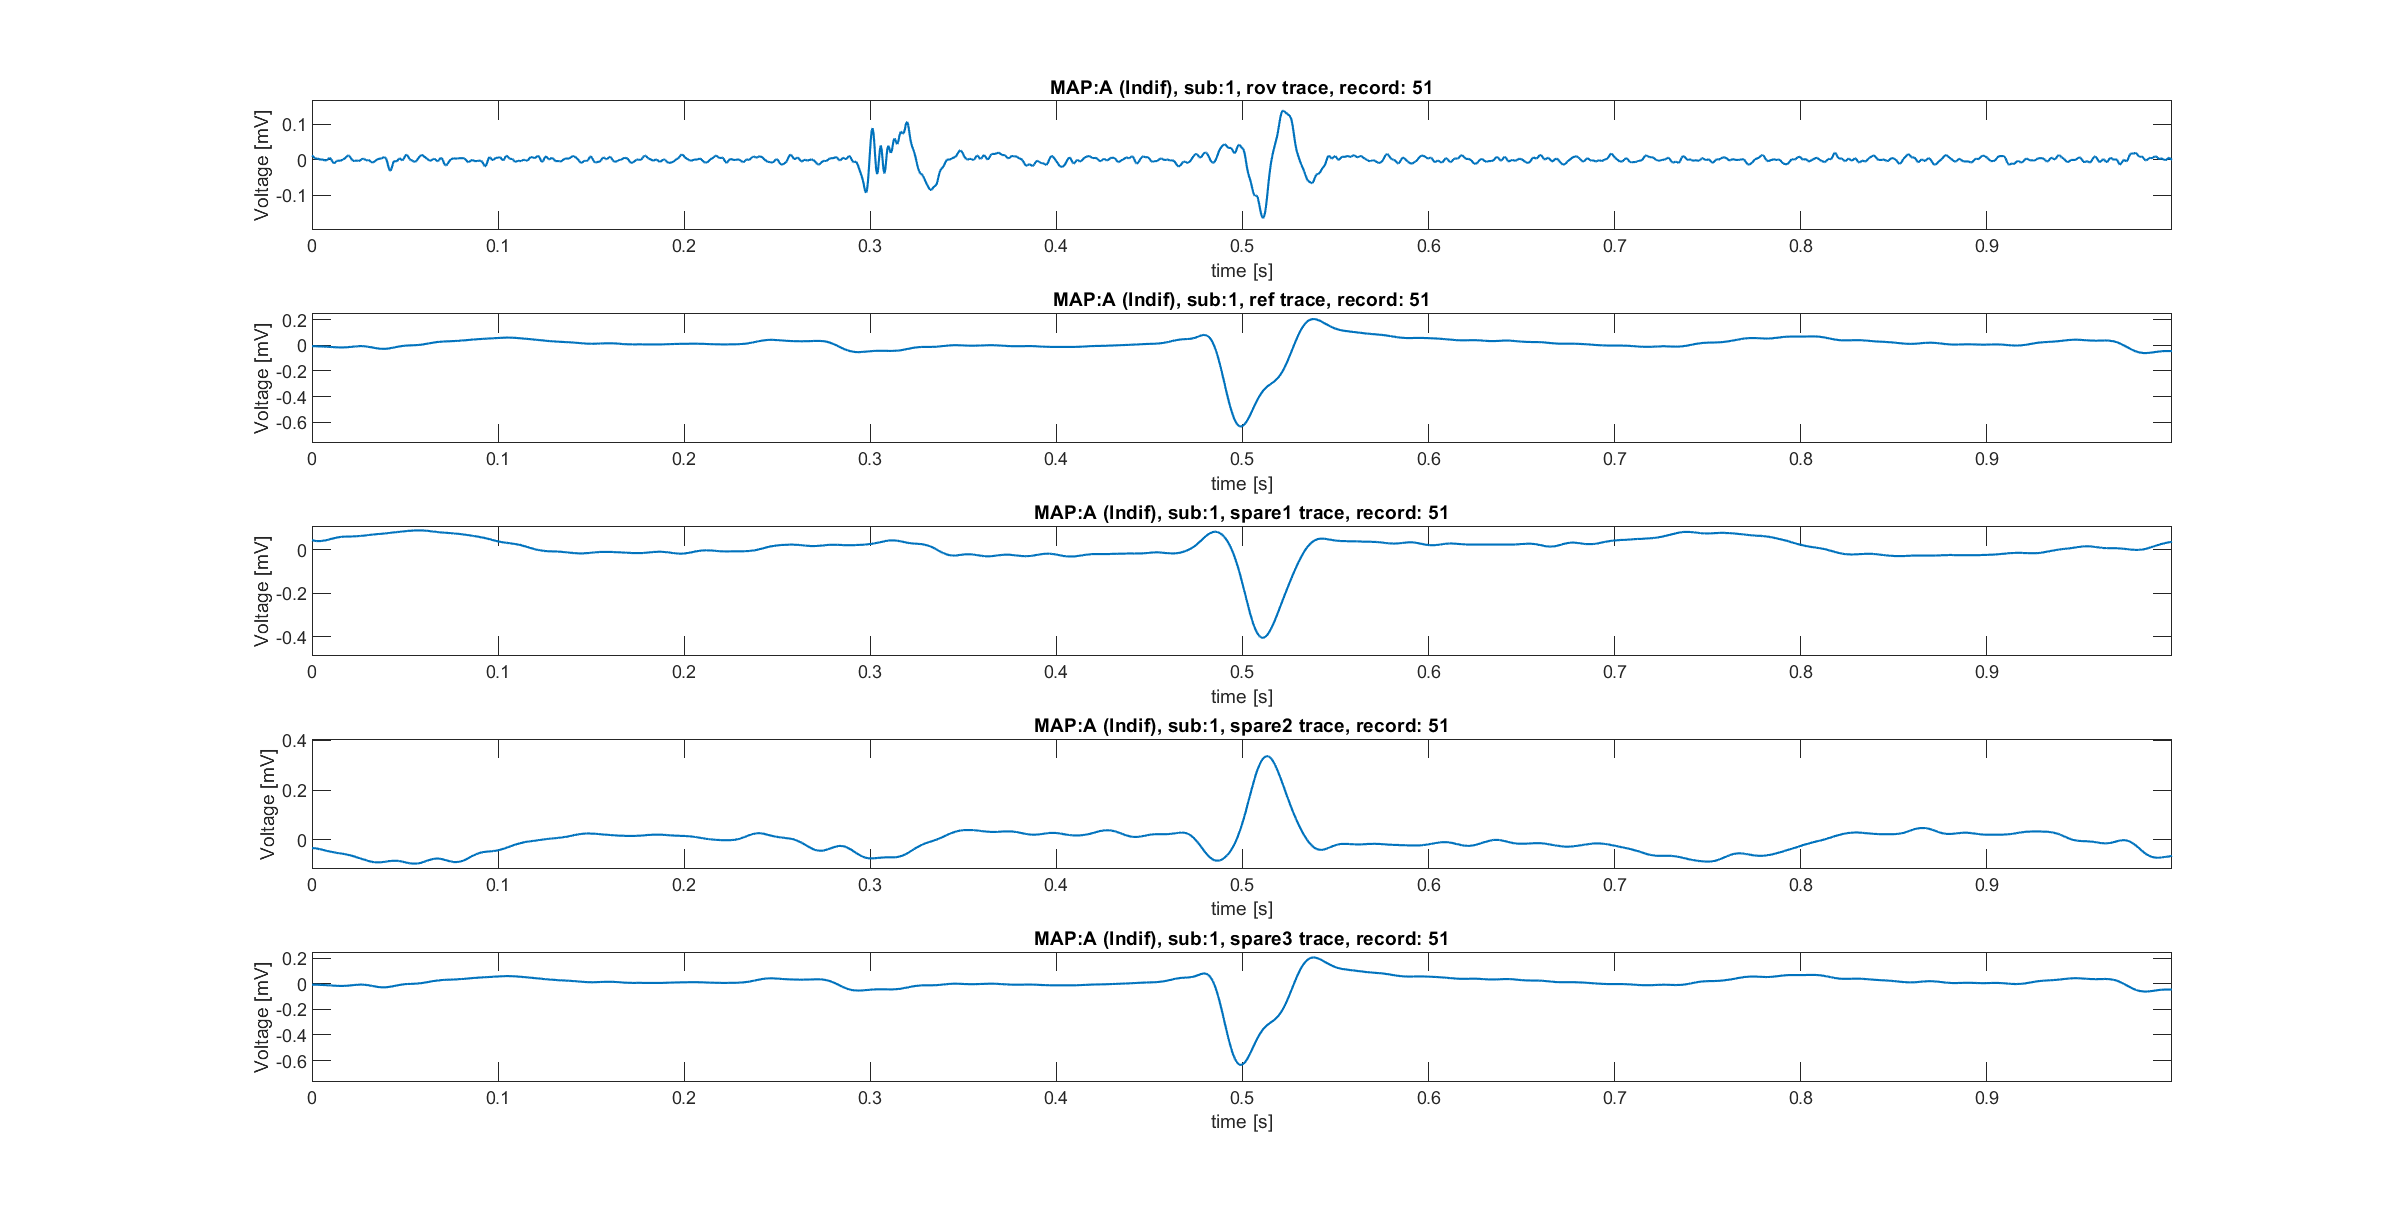 MAP:A (Indif), sub:1, rov trace, record: 51
Voltage [mV]
0.1
0
-0.1
0 0.1 0.2 0.3 0.4 0.5 0.6 0.7 0.8 0.9
time [s]
MAP:A (Indif), sub:1, ref trace, record: 51
Voltage [mV]
0.2
0
-0.2
-0.4
-0.6
0 0.1 0.2 0.3 0.4 0.5 0.6 0.7 0.8 0.9
time [s]
MAP:A (Indif), sub:1, spare1 trace, record: 51
Voltage [mV]
0
-0.2
-0.4
0 0.1 0.2 0.3 0.4 0.5 0.6 0.7 0.8 0.9
time [s]
MAP:A (Indif), sub:1, spare2 trace, record: 51
Voltage [mV]
0.4
0.2
0
0 0.1 0.2 0.3 0.4 0.5 0.6 0.7 0.8 0.9
time [s]
MAP:A (Indif), sub:1, spare3 trace, record: 51
Voltage [mV]
0.2
0
-0.2
-0.4
-0.6
0 0.1 0.2 0.3 0.4 0.5 0.6 0.7 0.8 0.9
time [s]